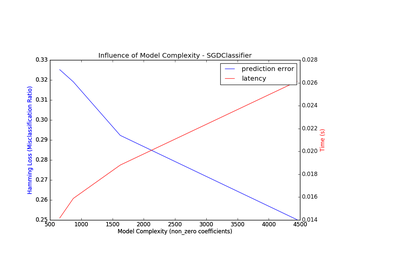 Influence of Model Complexity - SGDClassifier
prediction error
latency
0.33
0.32
0.31
0.30
0.29
0.28
0.27
0.26
0.25
Hamming Loss (Misclassification Ratio)
0.028
0.026
0.024
0.022
0.020
0.018
0.016
0.014
Time (s)
500 1000 1500 2000 2500 3000 3500 4000 4500
Model Complexity (non_zero coefficients)